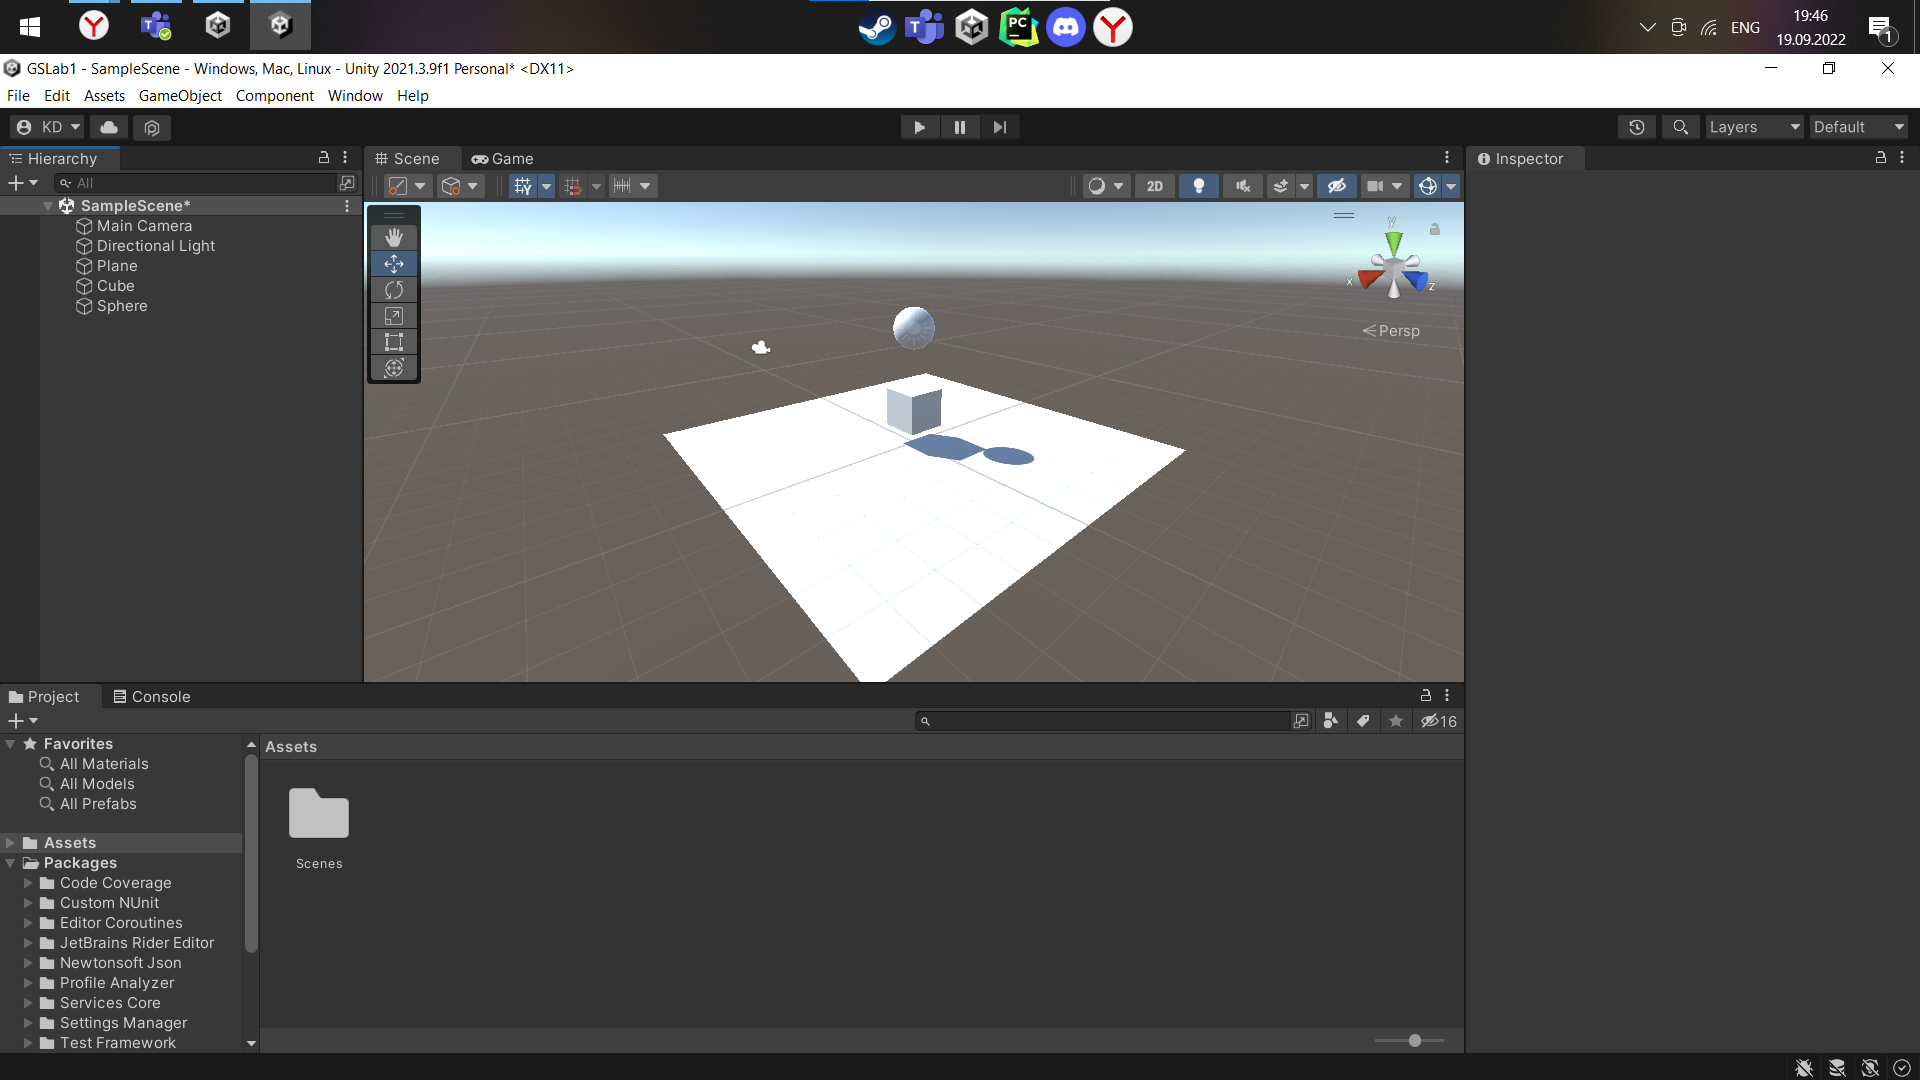 19:46
ENG
19.09.2022
1
GSLab1 - SampleScene - Windows, Mac, Linux - Unity 2021.3.9f1 Personal* <DX11>
File Edit Assets GameObject Component Window Help
KD
Layers
Default
Hierarchy
Scene
Game
Inspector
All
2D
SampleScene*
Main Camera
Directional Light
Plane
Cube
Sphere
y
x
z
Persp
Project
Console
16
Favorites
All Materials
All Models
All Prefabs
Assets
Packages
Code Coverage
Custom NUnit
Editor Coroutines
JetBrains Rider Editor
Newtonsoft Json
Profile Analyzer
Services Core
Settings Manager
Test Framework
Assets
Scenes